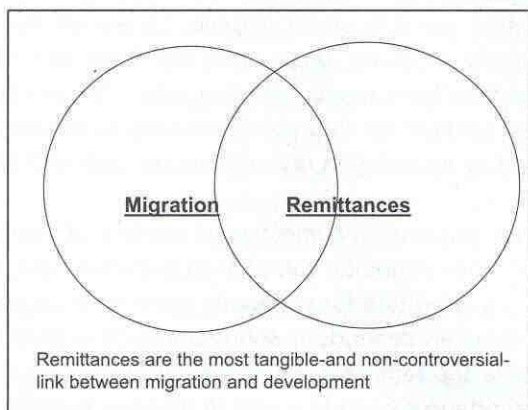 Migration Remittances
Remittances are the most tangible-and non-controversial-
link between migration and development